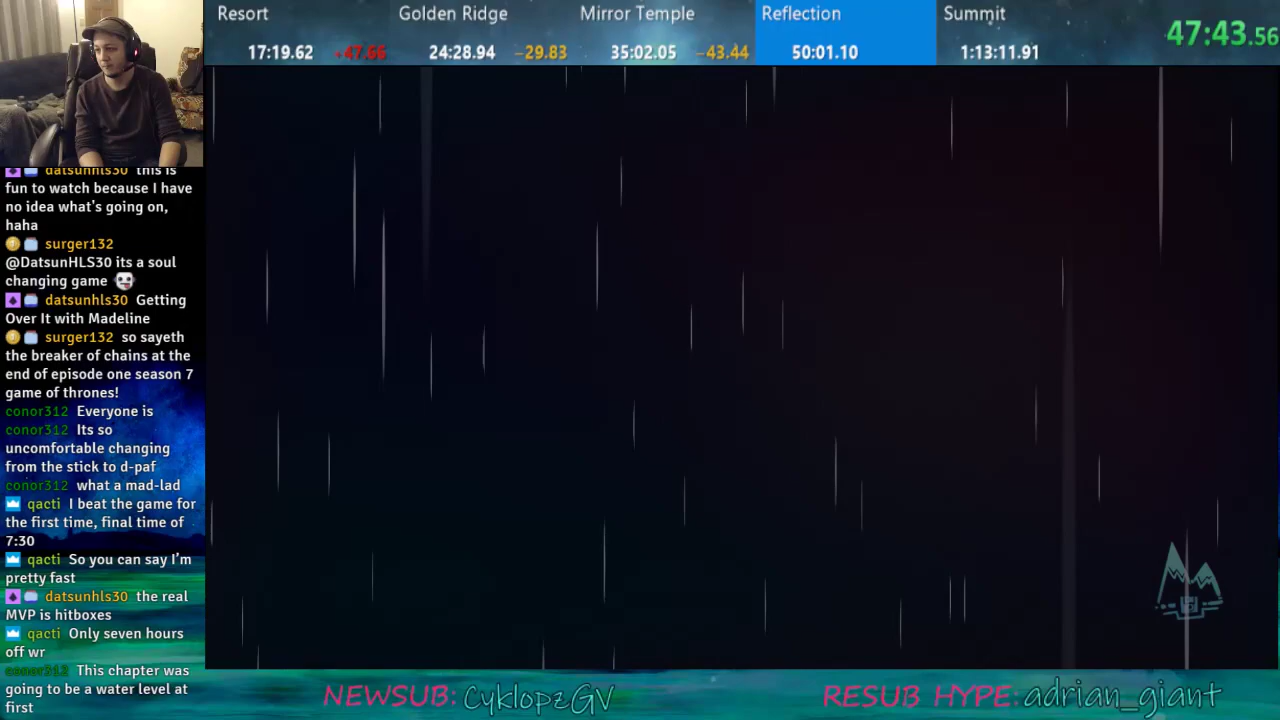 Resort Golden Ridge Mirror Temple Reflection Summit
17:19.62 +47.66 24:28.94 -29.83 35:02.05 -43.44 50:01.10 1:13:11.91
47:43.56
datsunhls30 this is
fun to watch because I have
no idea what's going on,
haha
surger132
@DatsunHLS30 its a soul
changing game
datsunhls30 Getting
Over It with Madeline
surger132 so sayeth
the breaker of chains at the
end of episode one season 7
game of thrones!
conor312 Everyone is
conor312 Its so
uncomfortable changing
from the stick to d-paf
conor312 what a mad-lad
qacti I beat the game for
the first time, final time of
7:30
qacti So you can say I'm
pretty fast
datsunhls30 the real
MVP is hitboxes
qacti Only seven hours
off wr
conor312 This chapter was
going to be a water level at
first
NEWSUB: CyklopzGV RESUB HYPE: adrian_giant